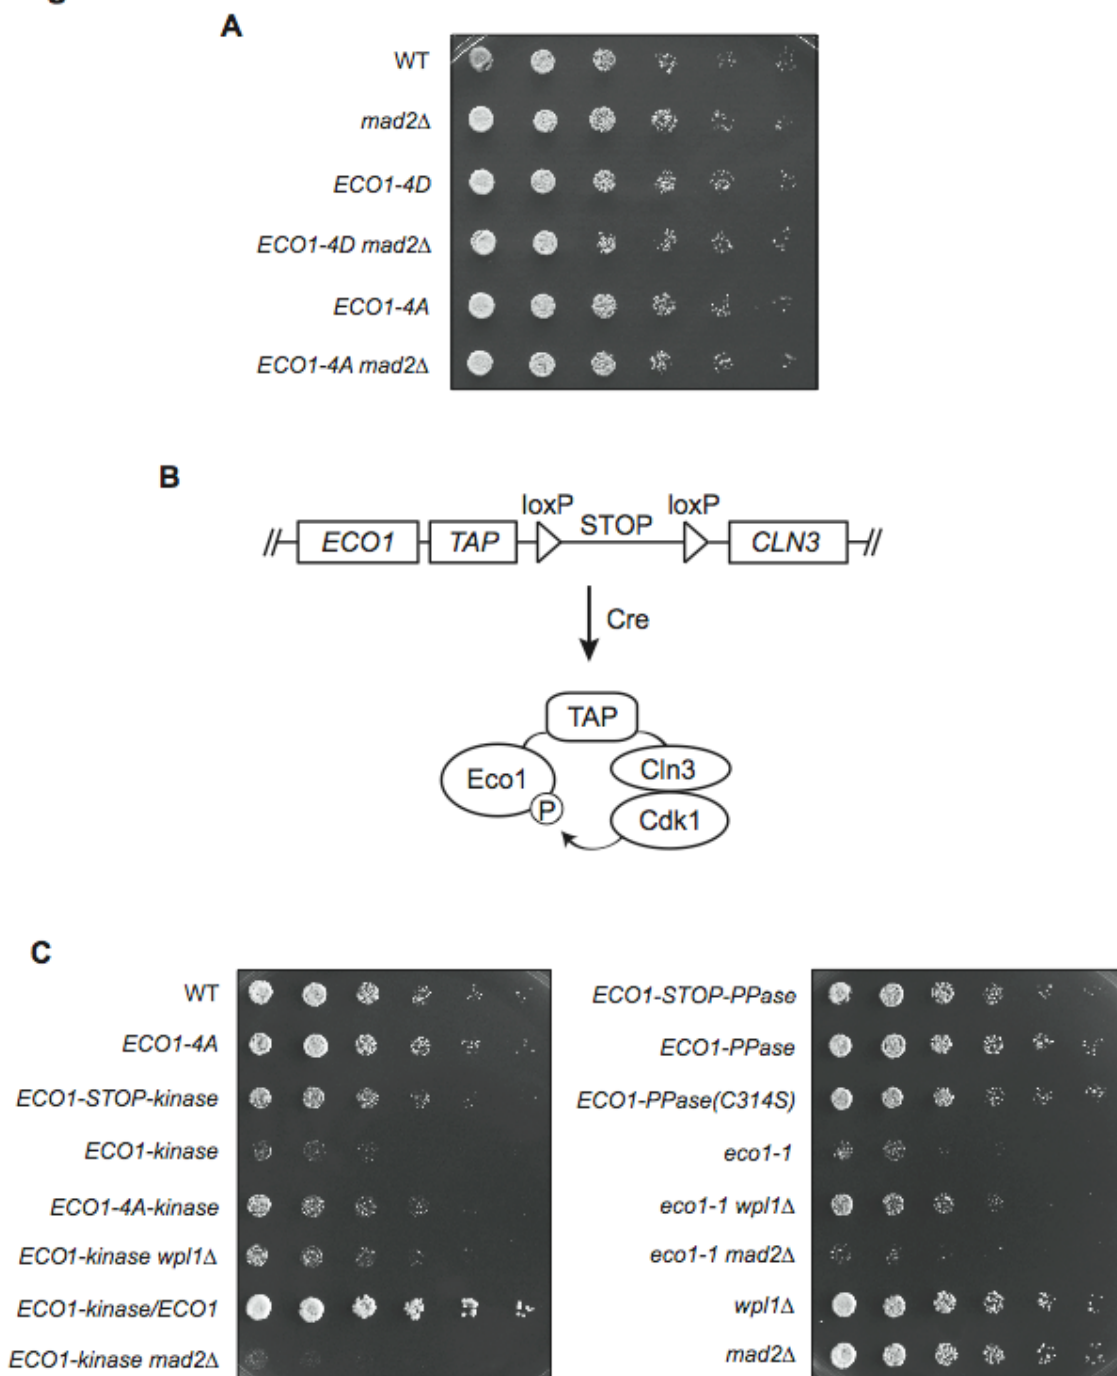 A
WT
mad2Δ
ECO1-4D
ECO1-4D mad2Δ
ECO1-4A
ECO1-4A mad2Δ
B
loxP STOP loxP
ECO1 TAP CLN3
Cre
TAP
Eco1 P Cln3
Cdk1
C
WT
ECO1-4A
ECO1-STOP-kinase
ECO1-kinase
ECO1-4A-kinase
ECO1-kinase wpl1Δ
ECO1-kinase/ECO1
ECO1-kinase mad2Δ
ECO1-STOP-PPase
ECO1-PPase
ECO1-PPase(C314S)
eco1-1
eco1-1 wpl1Δ
eco1-1 mad2Δ
wpl1Δ
mad2Δ